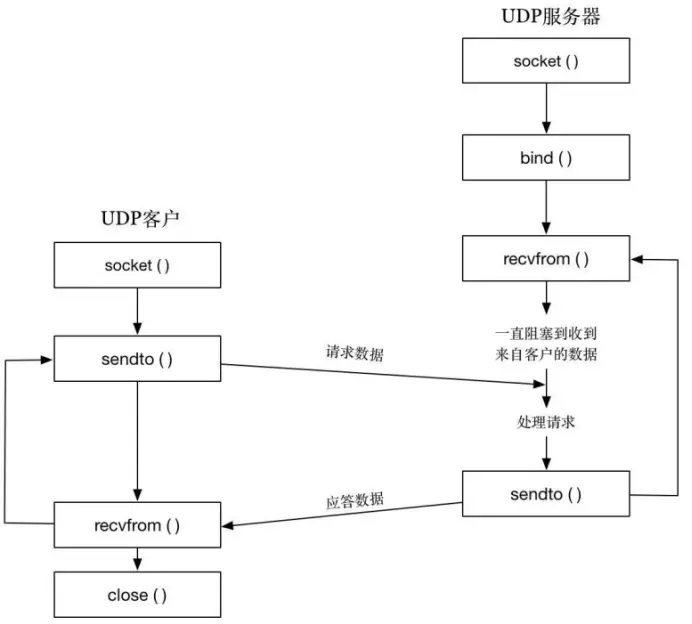 UDP服务器
socket ( )
bind ( )
UDP客户
recvfrom ( )
socket ( )
一直阻塞到收到
来自客户的数据
sendto ( )
请求数据
处理请求
sendto ( )
应答数据
recvfrom ( )
close ( )